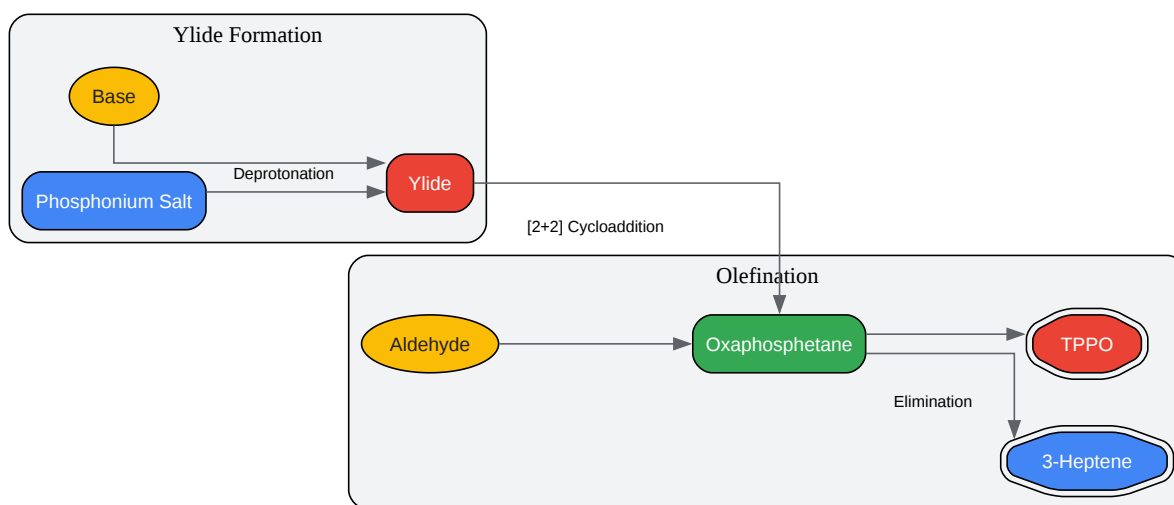 Ylide Formation
Base
Deprotonation
Phosphonium Salt
Ylide
[2+2] Cycloaddition
Olefination
Aldehyde
Oxaphosphetane
TPPO
Elimination
3-Heptene